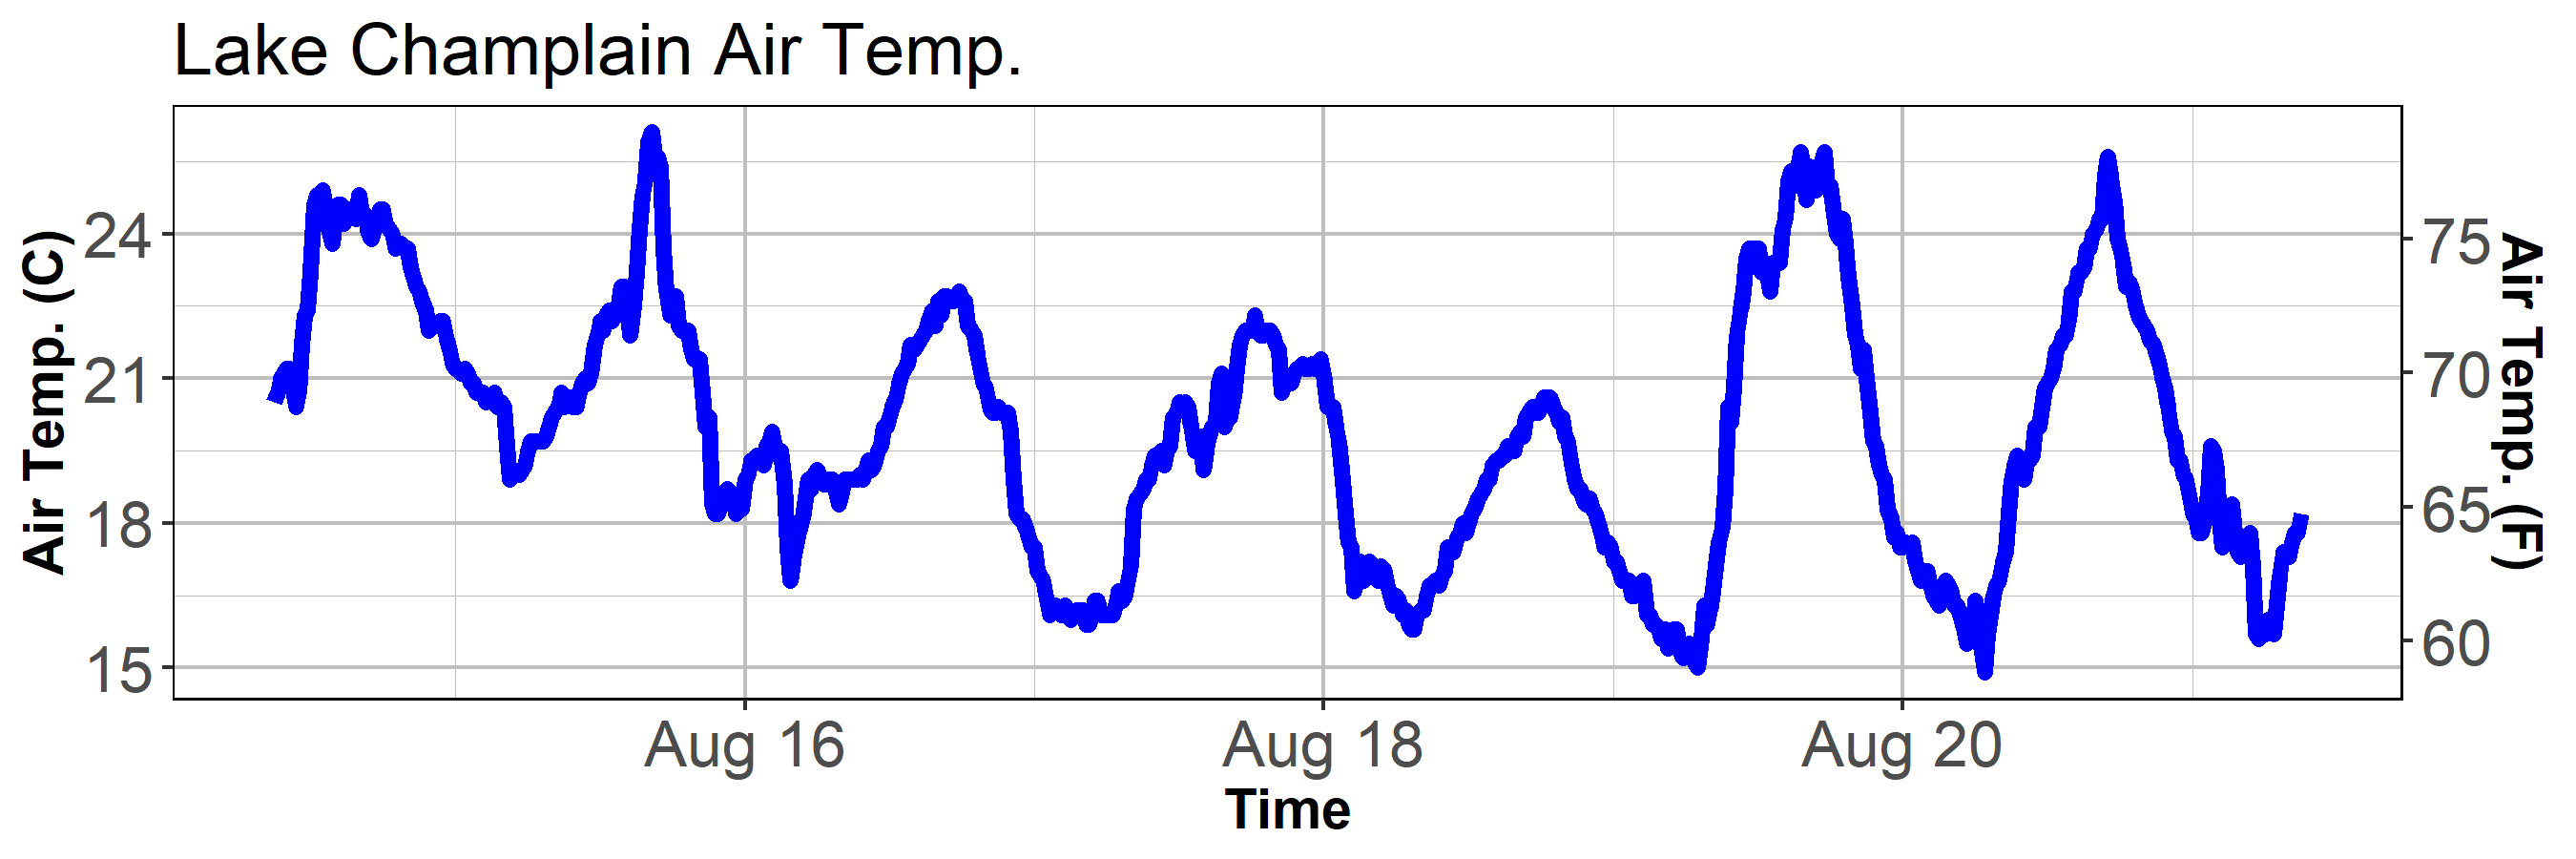 Lake Champlain Air Temp.
Air Temp. (C)
24
21
18
15
75
70
65
60
Air Temp. (F)
Aug 16
Aug 18
Aug 20
Time